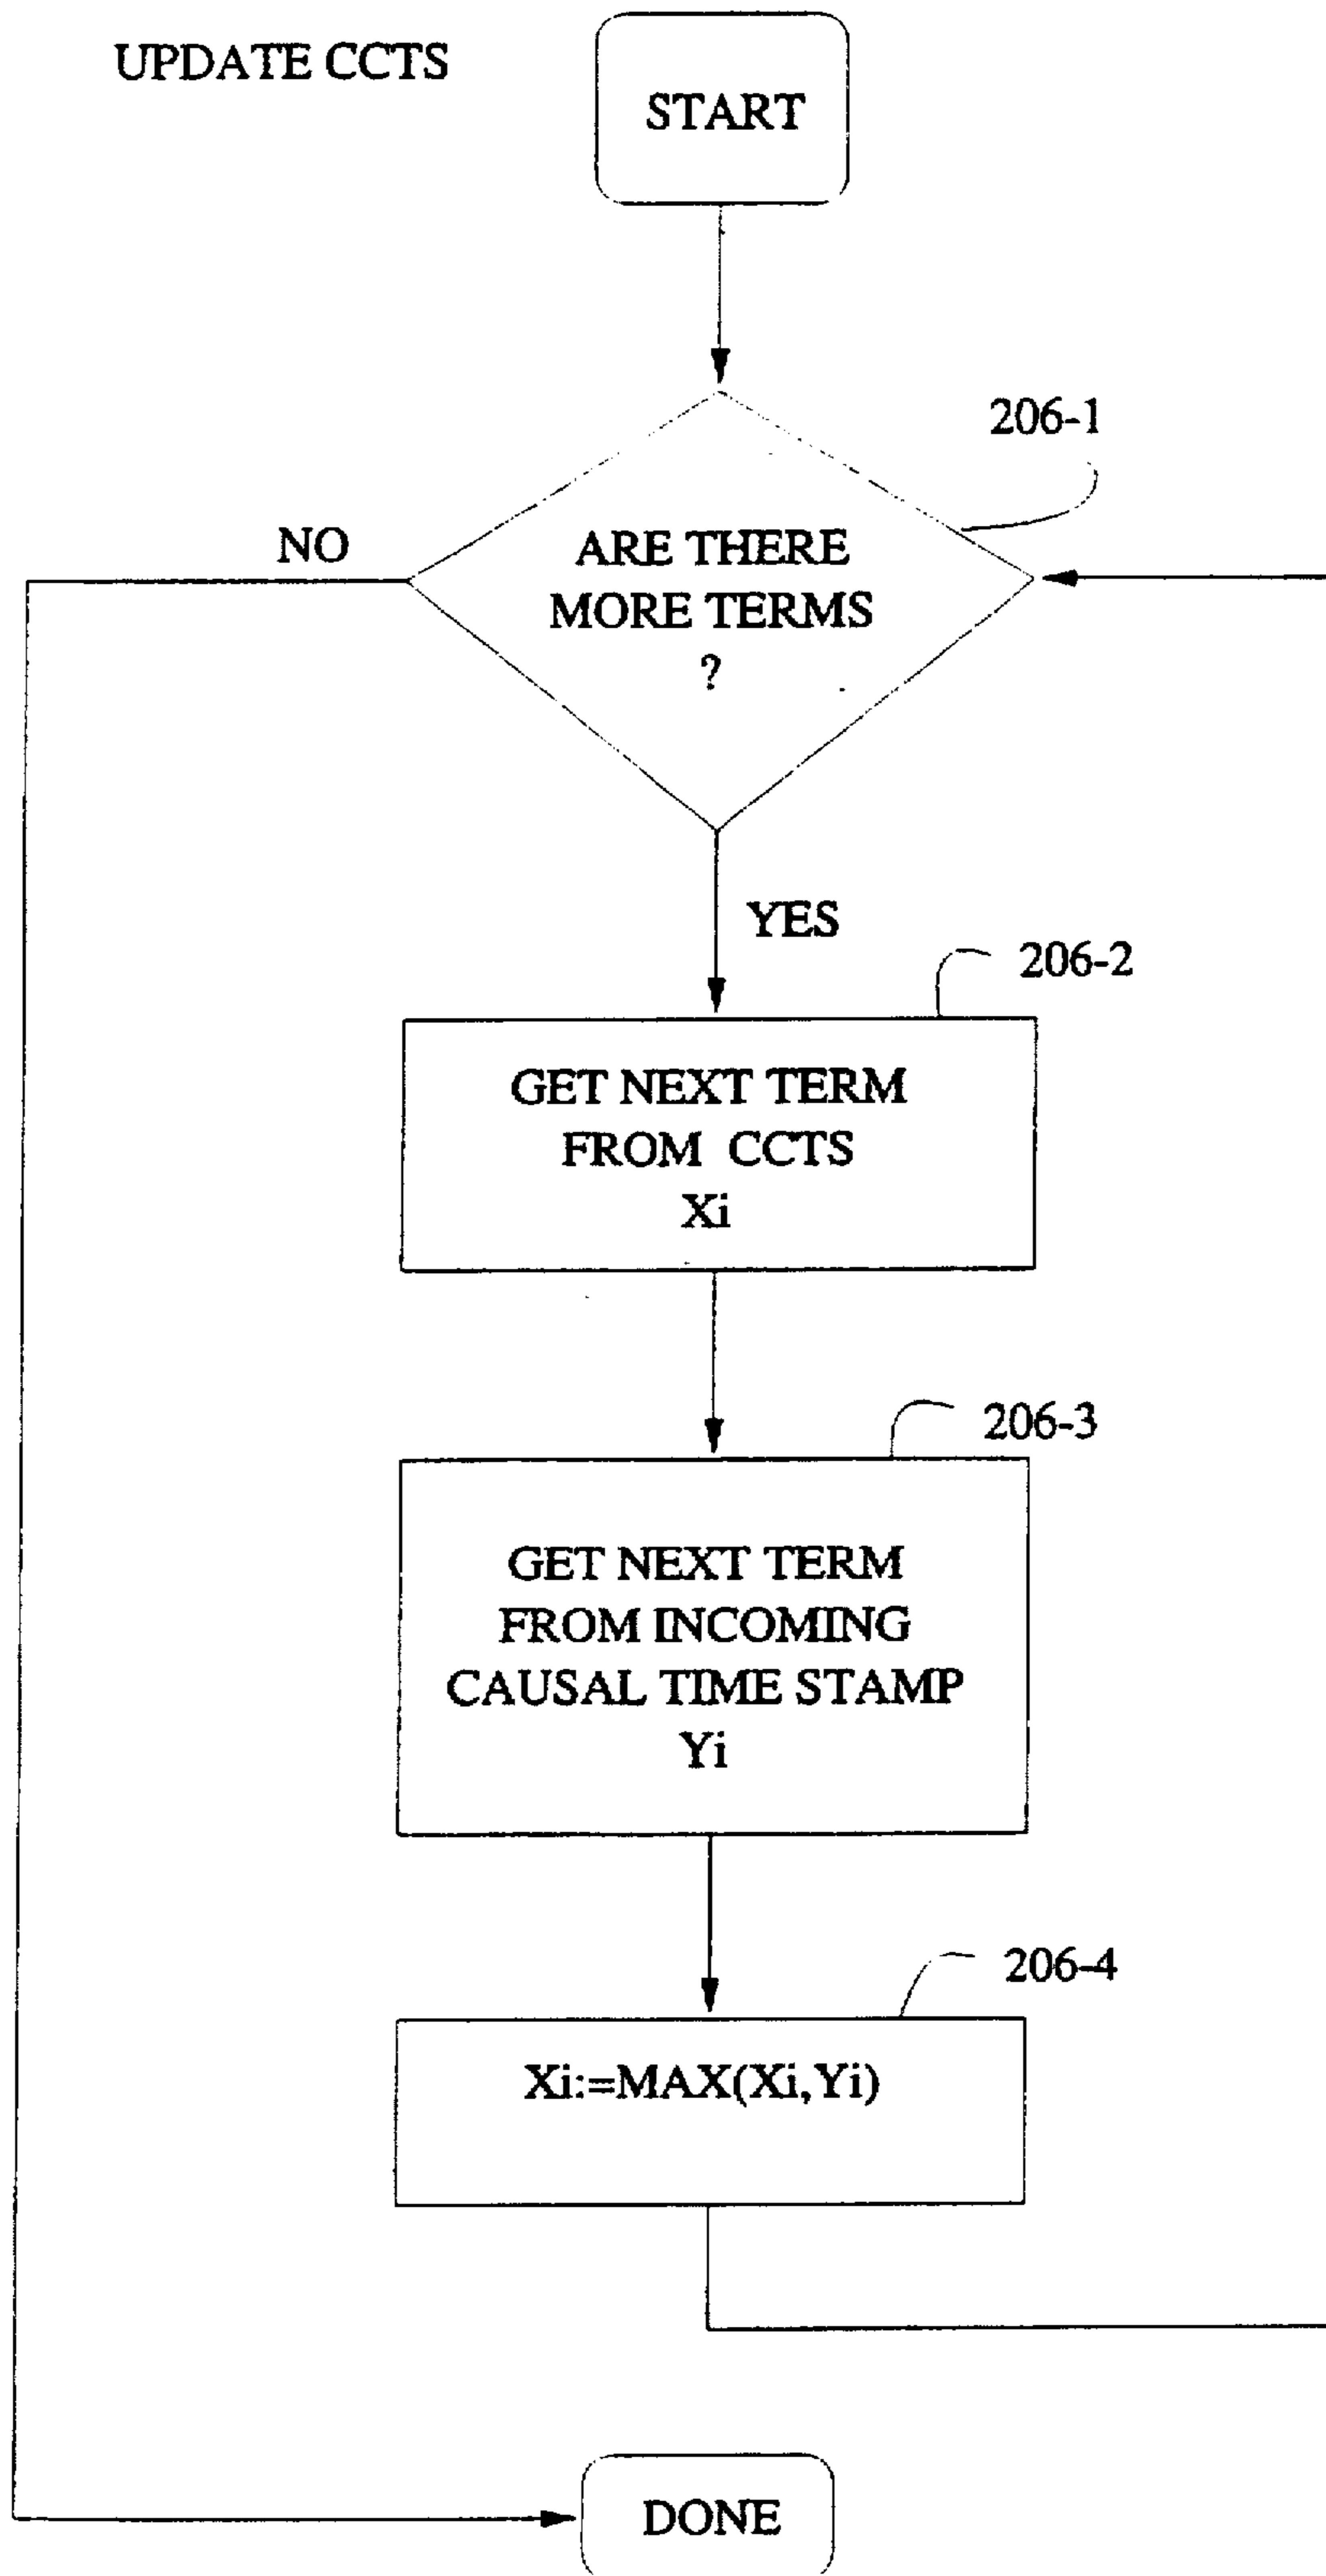 UPDATE CCTS
START
206-1
NO
ARE THERE
MORE TERMS
?
YES
206-2
GET NEXT TERM
FROM CCTS
Xi
206-3
GET NEXT TERM
FROM INCOMING
CAUSAL TIME STAMP
Yi
206-4
Xi:=MAX(Xi,Yi)
DONE